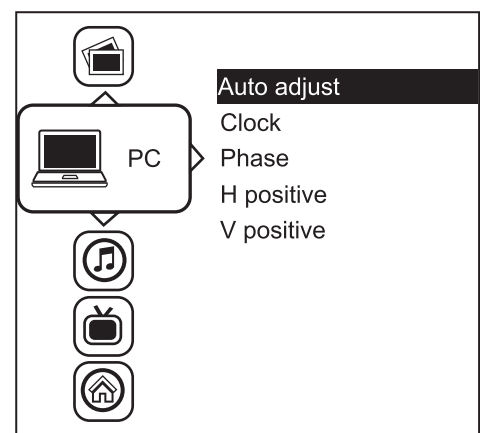 PC
Auto adjust
Clock
Phase
H positive
V positive